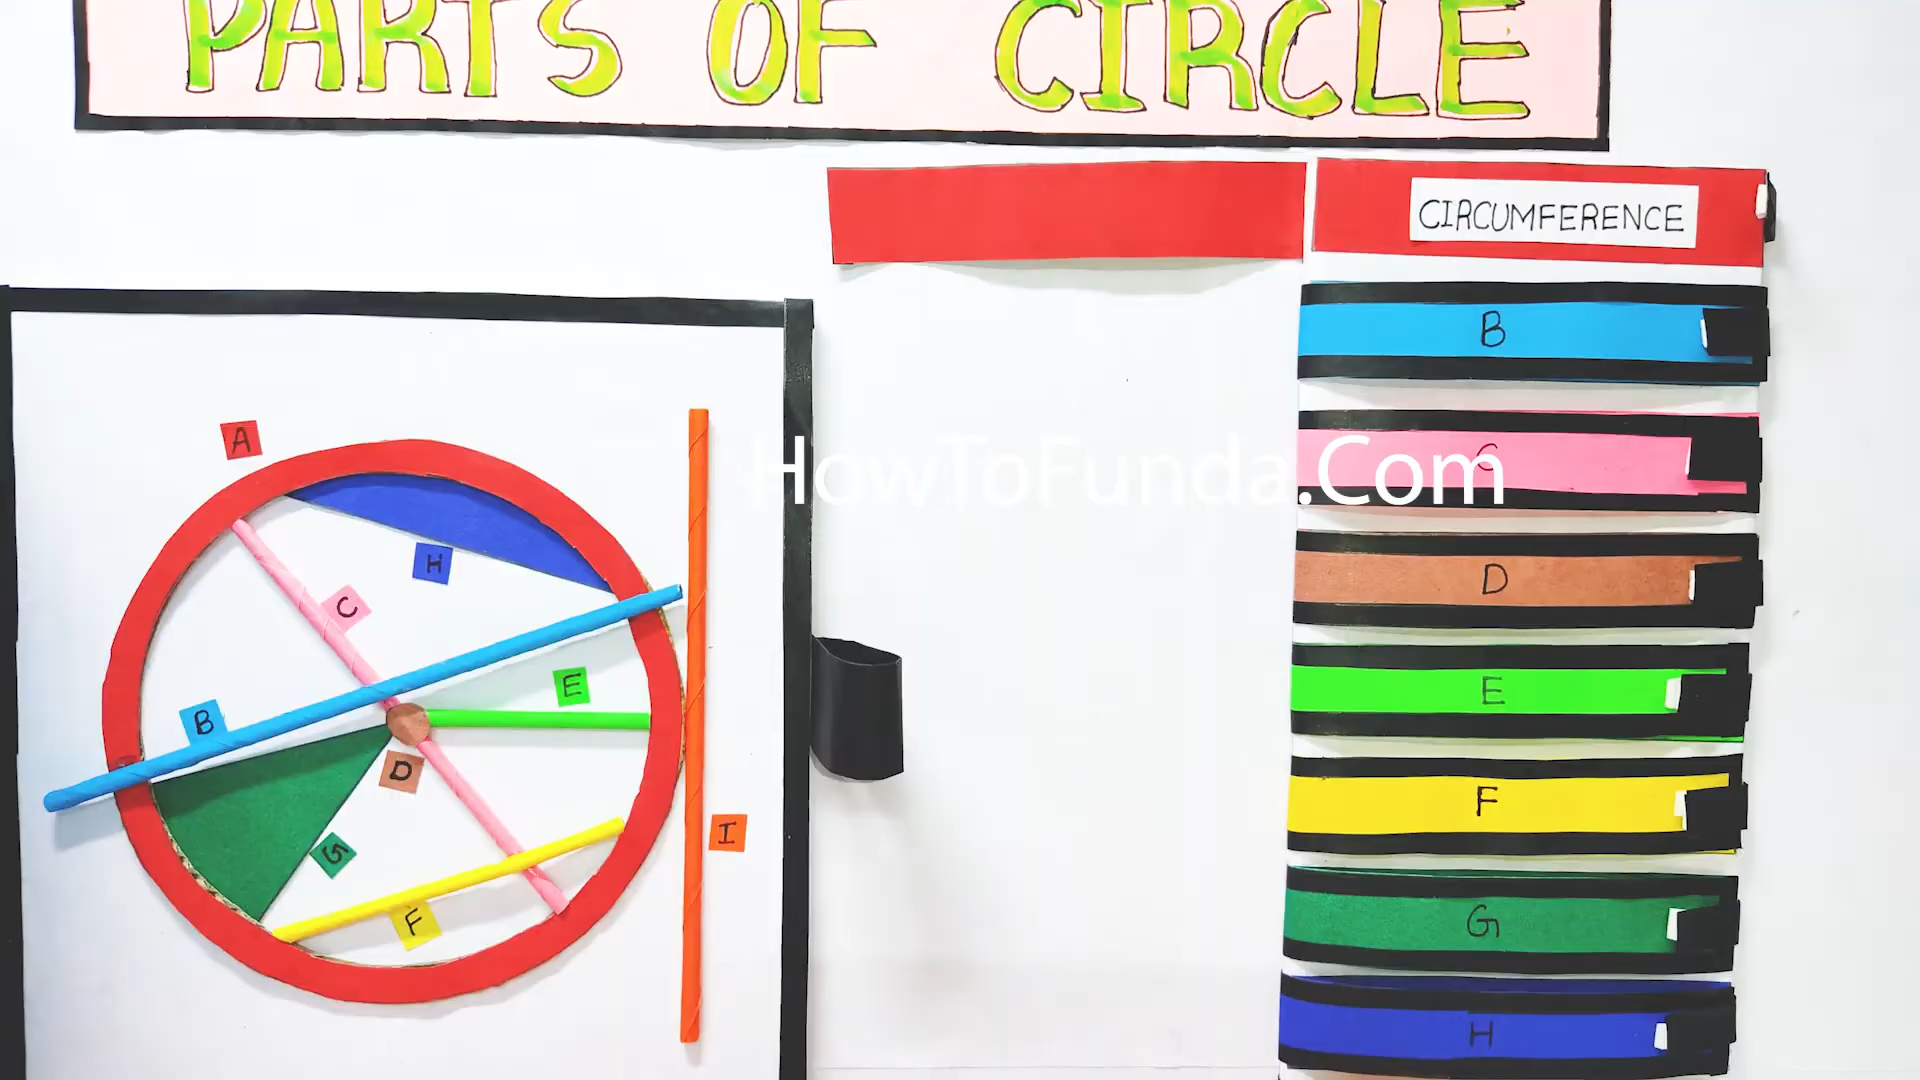 PARTS OF CIRCLE
CIRCUMFERENCE
B
C
D
E
F
G
H
HowToFunda.Com
A
H
C
E
B
D
I
G
F